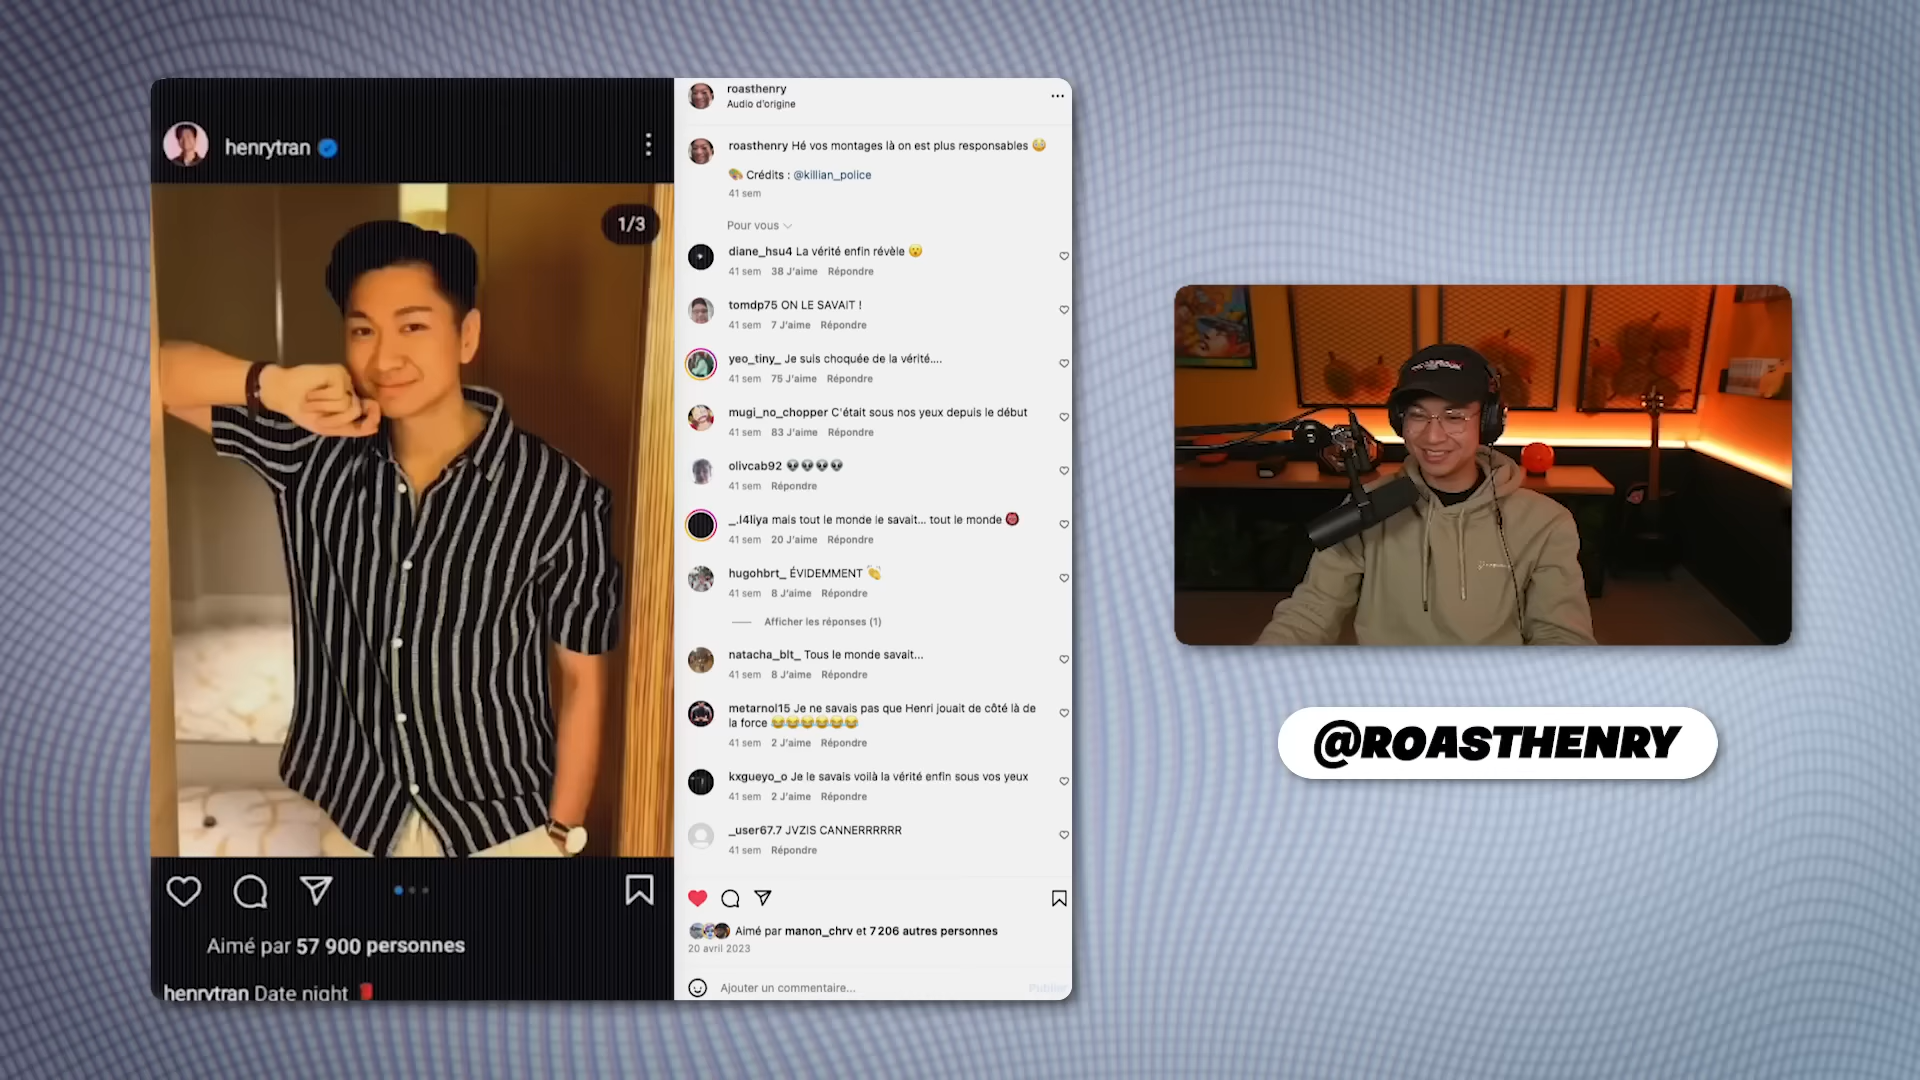 henrytran
1/3
Aimé par 57 900 personnes
henrytran Date night
roasthenry
Audio d'origine
roasthenry Hé vos montages là on est plus responsables 😳
🎨 Crédits : @killian_police
41 sem
Pour vous
diane_hsu4 La vérité enfin révèle 😮
41 sem 38 J'aime Répondre
tomdp75 ON LE SAVAIT !
41 sem 7 J'aime Répondre
yeo_tiny_ Je suis choquée de la vérité....
41 sem 75 J'aime Répondre
mugi_no_chopper C'était sous nos yeux depuis le début
41 sem 83 J'aime Répondre
olivcab92 👽👽👽👽
41 sem Répondre
_.l4liya mais tout le monde le savait... tout le monde 👹
41 sem 20 J'aime Répondre
hugohbrt_ ÉVIDEMMENT 👏
41 sem 8 J'aime Répondre
Afficher les réponses (1)
natacha_blt_ Tous le monde savait...
41 sem 8 J'aime Répondre
metarnol15 Je ne savais pas que Henri jouait de côté là de
la force 😂😂😂😂😂😂
41 sem 2 J'aime Répondre
kxgueyo_o Je le savais voilà la vérité enfin sous vos yeux
41 sem 2 J'aime Répondre
_user67.7 JVZIS CANNERRRRRR
41 sem Répondre
Aimé par manon_chrv et 7 206 autres personnes
20 avril 2023
Ajouter un commentaire...
Publier
@ROASTHENRY